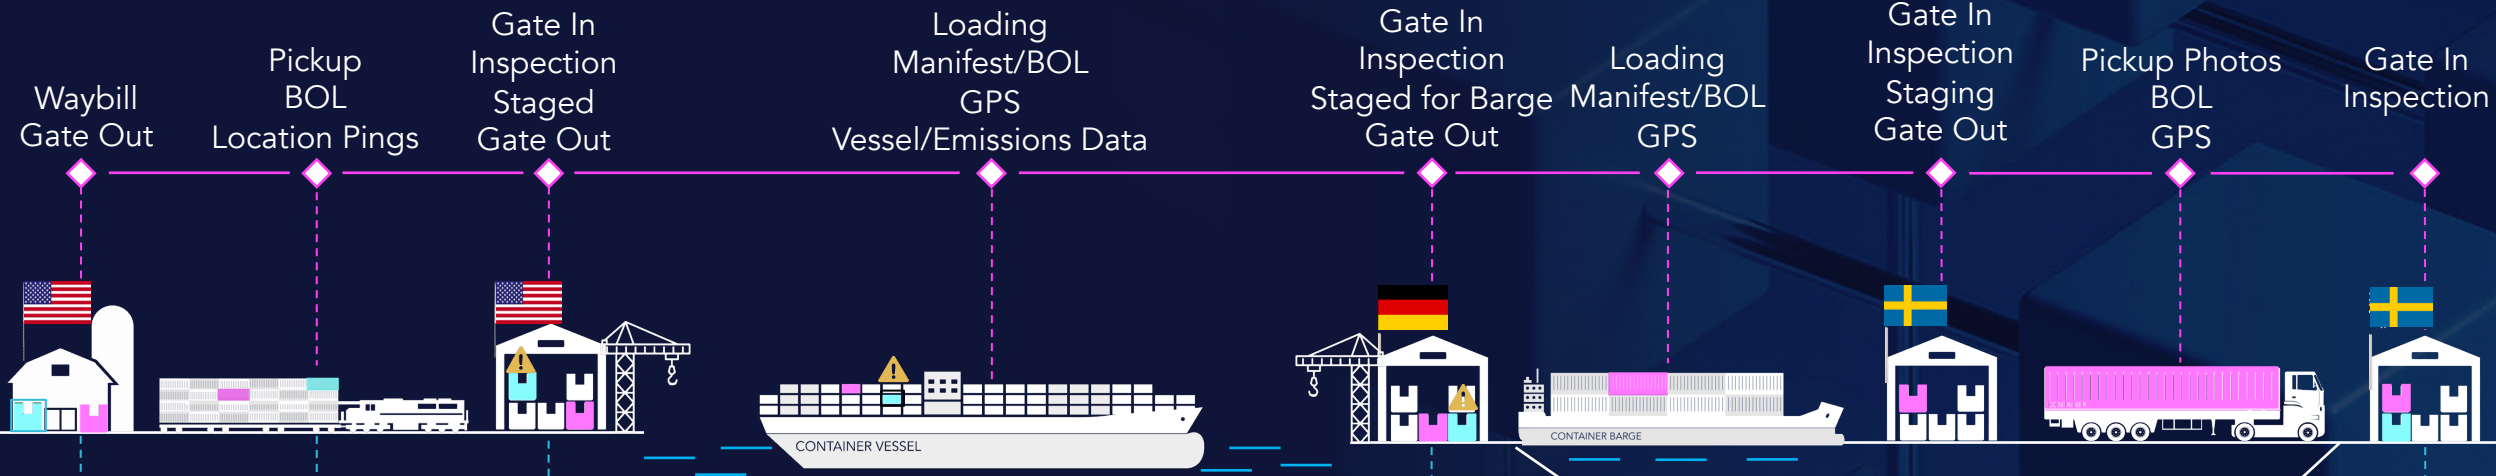 Waybill
Gate Out
Pickup
BOL
Location Pings
Gate In
Inspection
Staged
Gate Out
Loading
Manifest/BOL
GPS
Vessel/Emissions Data
Gate In
Inspection
Staged for Barge
Gate Out
Loading
Manifest/BOL
GPS
Gate In
Inspection
Staging
Gate Out
Pickup Photos
BOL
GPS
Gate In
Inspection
CONTAINER VESSEL
CONTAINER BARGE